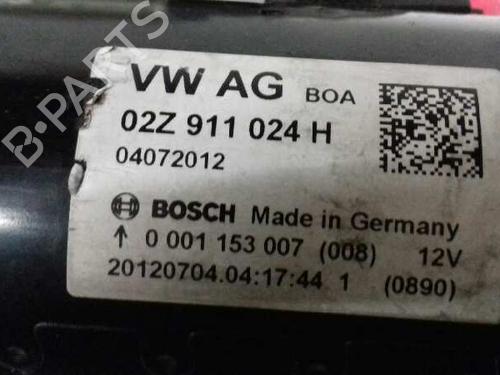 VW AG BOA
02Z 911 024 H
04072012
BOSCH Made in Germany
↑ 0 001 153 007 (008) 12V
20120704.04:17:44 1 (0890)
B-PARTS